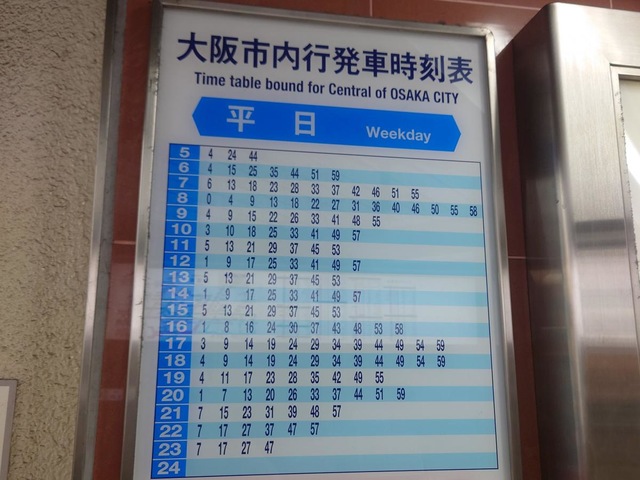 大阪市内行発車時刻表
Time table bound for Central of OSAKA CITY
平 日 Weekday
5 4 24 44
6 4 15 25 35 44 51 59
7 6 13 18 23 28 33 37 42 46 51 55
8 0 4 9 13 18 22 27 31 36 40 46 50 55 58
9 4 9 15 22 26 33 41 48 55
10 3 10 18 25 33 41 49 57
11 5 13 21 29 37 45 53
12 1 9 17 25 33 41 49 57
13 5 13 21 29 37 45 53
14 1 9 17 25 33 41 49 57
15 5 13 21 29 37 45 53
16 1 8 16 24 30 37 43 48 53 58
17 3 9 14 19 24 29 34 39 44 49 54 59
18 4 9 14 19 24 29 34 39 44 49 54 59
19 4 11 17 23 28 35 42 49 55
20 1 7 13 20 26 33 37 44 51 59
21 7 15 23 31 39 48 57
22 7 17 27 37 47 57
23 7 17 27 47
24